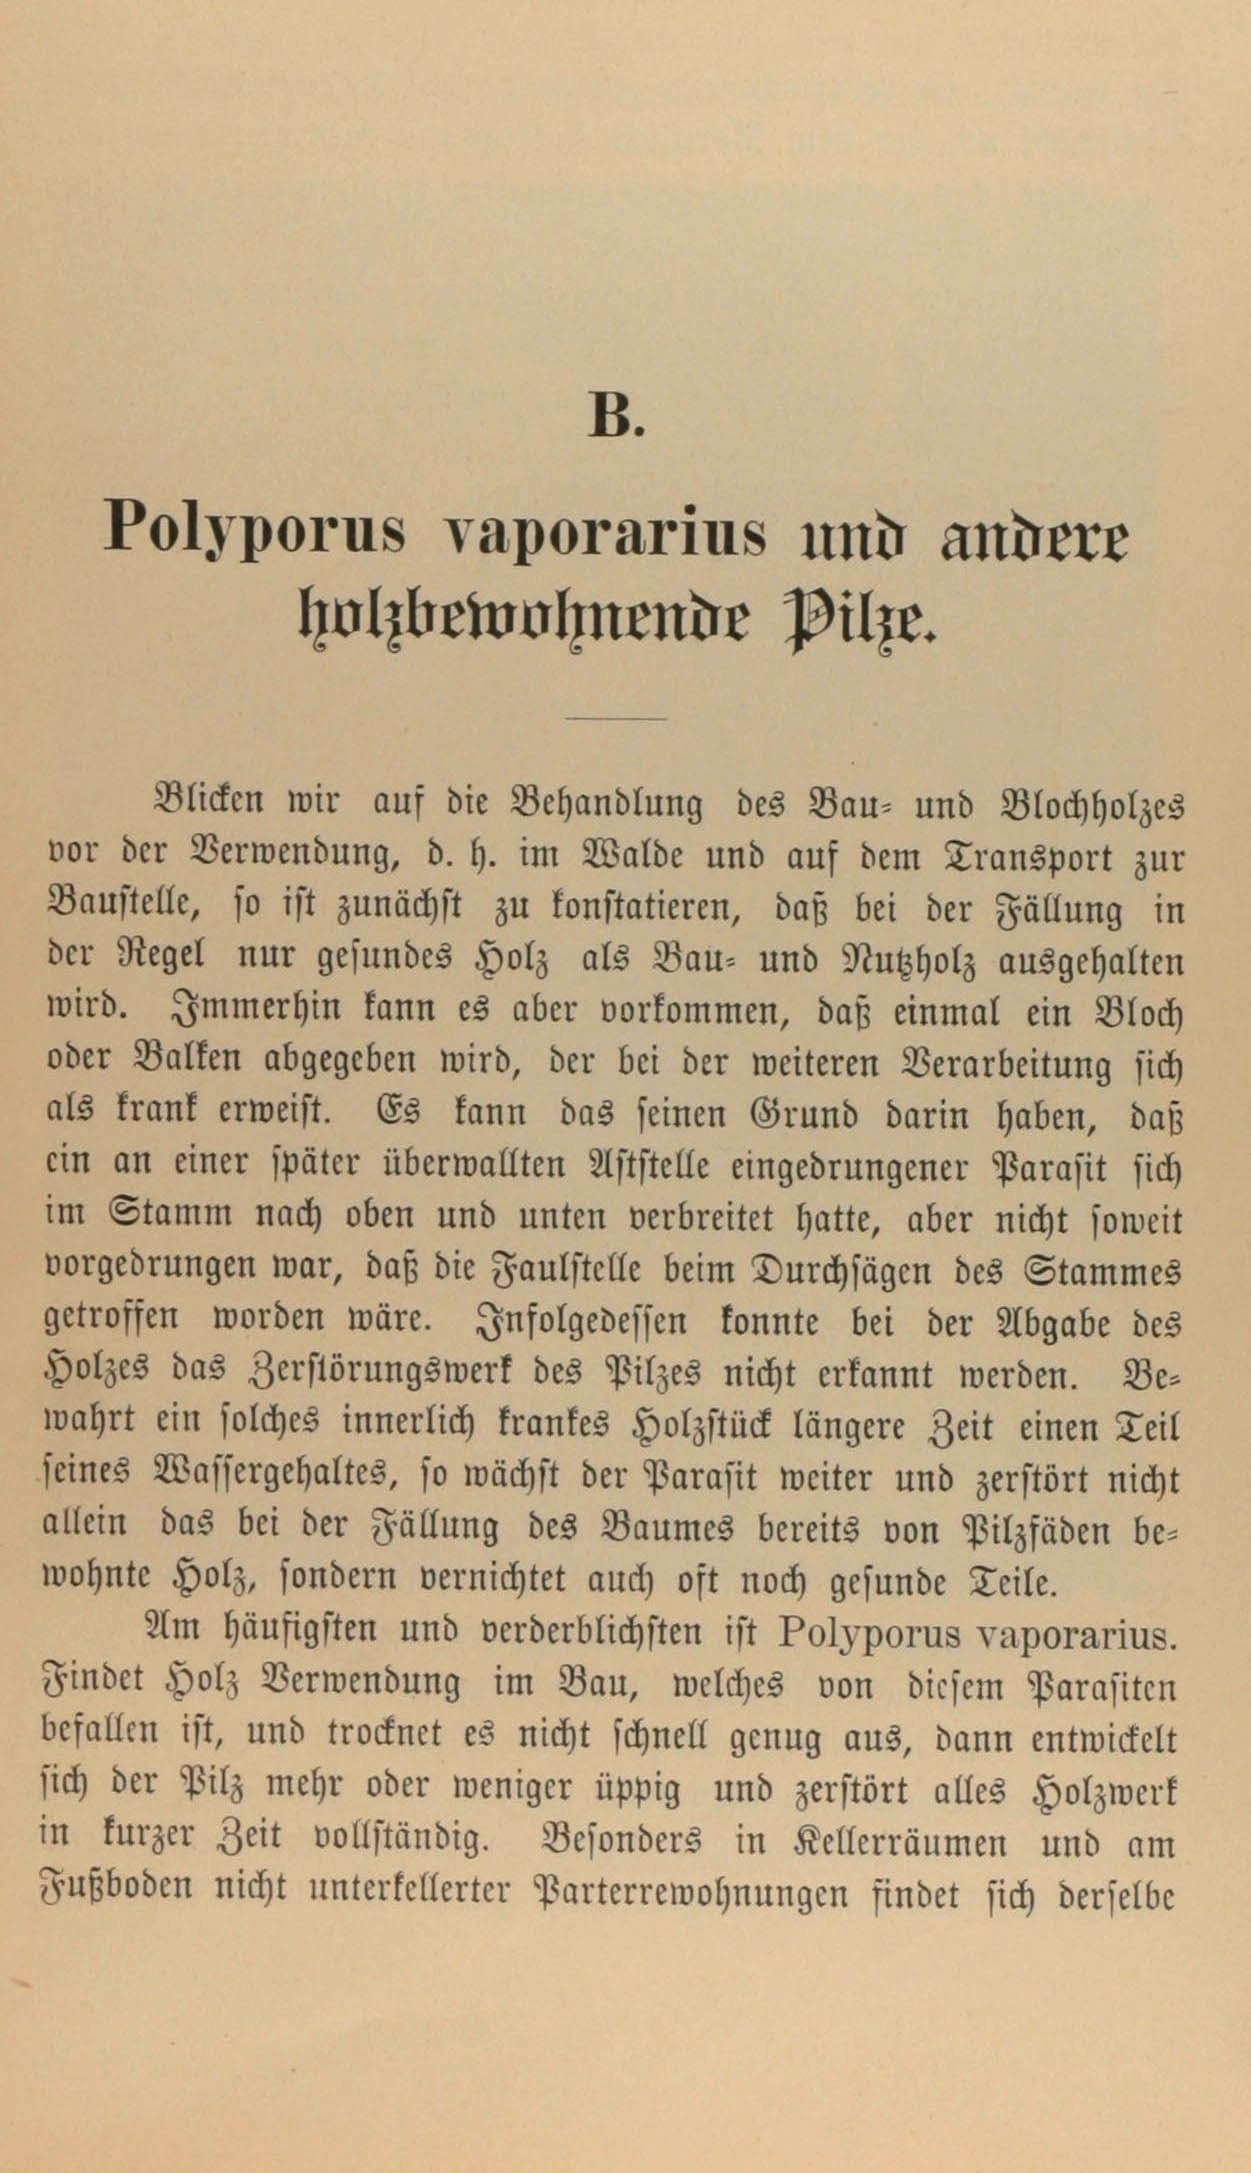 B.
Polyporus vaporarius und andere
holzbewohnende Pilze.
Blicken wir auf die Behandlung des Bau- und Blochholzes
vor der Verwendung, d. h. im Walde und auf dem Transport zur
Baustelle, so ist zunächst zu konstatieren, daß bei der Fällung in
der Regel nur gesundes Holz als Bau- und Nutzholz ausgehalten
wird. Immerhin kann es aber vorkommen, daß einmal ein Bloch
oder Balken abgegeben wird, der bei der weiteren Verarbeitung sich
als krank erweist. Es kann das seinen Grund darin haben, daß
ein an einer später überwallten Aststelle eingedrungener Parasit sich
im Stamm nach oben und unten verbreitet hatte, aber nicht soweit
vorgedrungen war, daß die Faulstelle beim Durchsägen des Stammes
getroffen worden wäre. Infolgedessen konnte bei der Abgabe des
Holzes das Zerstörungswerk des Pilzes nicht erkannt werden. Be-
wahrt ein solches innerlich krankes Holzstück längere Zeit einen Teil
seines Wassergehaltes, so wächst der Parasit weiter und zerstört nicht
allein das bei der Fällung des Baumes bereits von Pilzfäden be-
wohnte Holz, sondern vernichtet auch oft noch gesunde Teile.
Am häufigsten und verderblichsten ist Polyporus vaporarius.
Findet Holz Verwendung im Bau, welches von diesem Parasiten
befallen ist, und trocknet es nicht schnell genug aus, dann entwickelt
sich der Pilz mehr oder weniger üppig und zerstört alles Holzwerk
in kurzer Zeit vollständig. Besonders in Kellerräumen und am
Fußboden nicht unterkellerter Parterrewohnungen findet sich derselbe